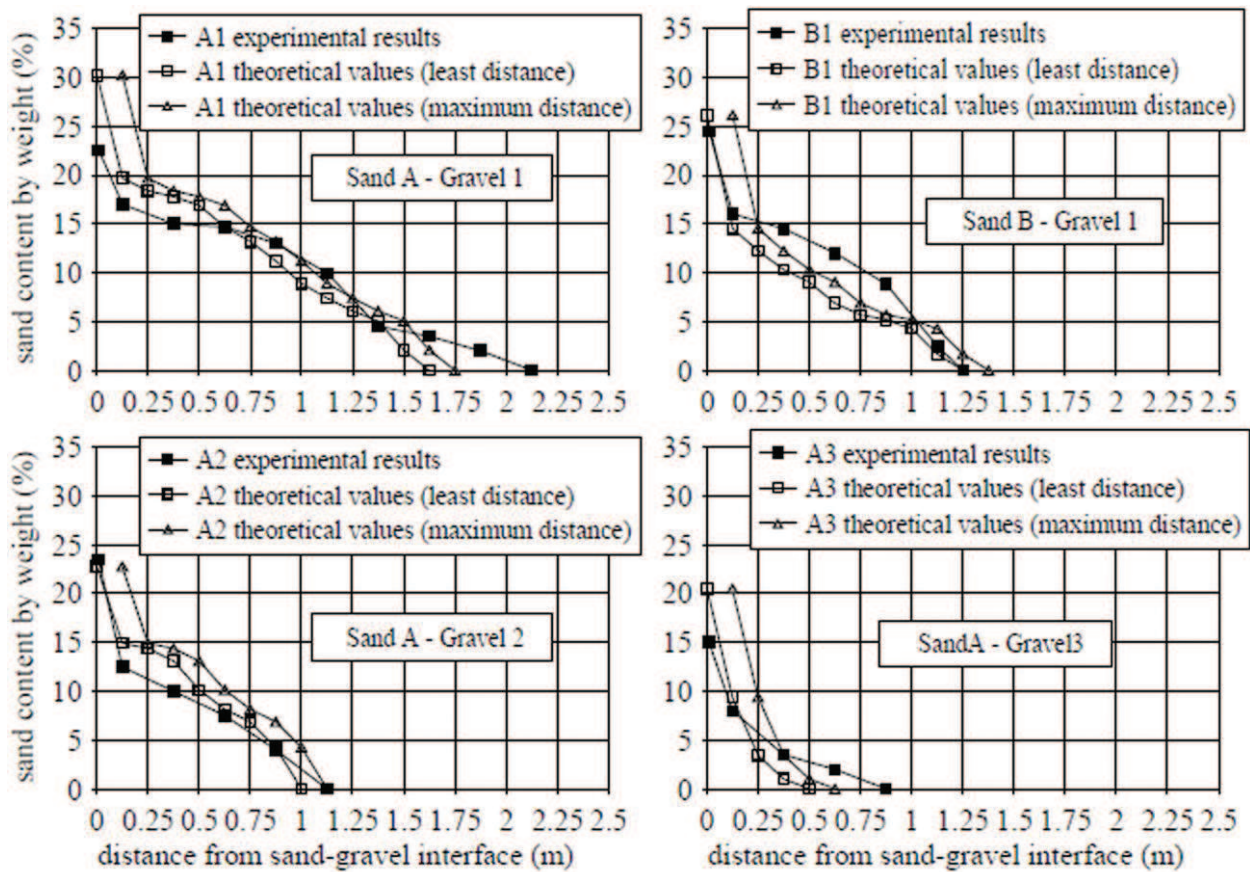 sand content by weight (%)
35
30
25
20
15
10
5
0
A1 experimental results
A1 theoretical values (least distance)
A1 theoretical values (maximum distance)
Sand A - Gravel 1
0 0.25 0.5 0.75 1 1.25 1.5 1.75 2 2.25 2.5
35
30
25
20
15
10
5
0
B1 experimental results
B1 theoretical values (least distance)
B1 theoretical values (maximum distance)
Sand B - Gravel 1
0 0.25 0.5 0.75 1 1.25 1.5 1.75 2 2.25 2.5
sand content by weight (%)
35
30
25
20
15
10
5
0
A2 experimental results
A2 theoretical values (least distance)
A2 theoretical values (maximum distance)
Sand A - Gravel 2
0 0.25 0.5 0.75 1 1.25 1.5 1.75 2 2.25 2.5
distance from sand-gravel interface (m)
35
30
25
20
15
10
5
0
A3 experimental results
A3 theoretical values (least distance)
A3 theoretical values (maximum distance)
SandA - Gravel3
0 0.25 0.5 0.75 1 1.25 1.5 1.75 2 2.25 2.5
distance from sand-gravel interface (m)